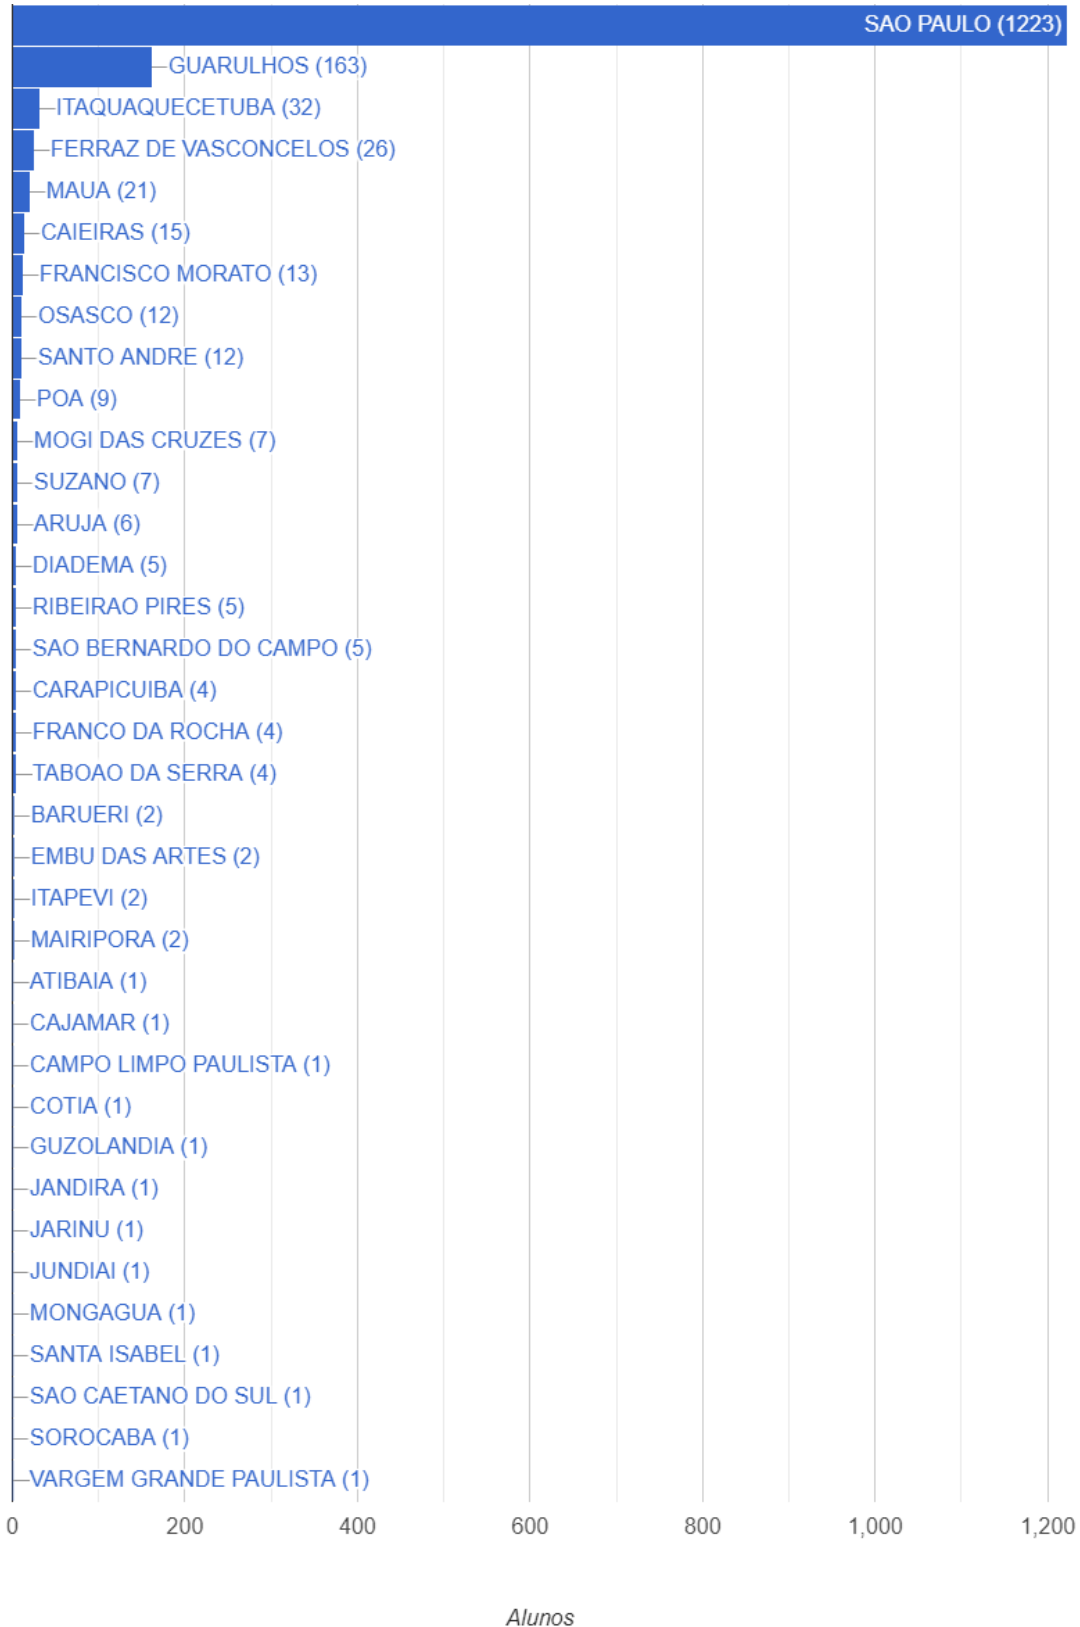 SAO PAULO (1223)
GUARULHOS (163)
ITAQUAQUECETUBA (32)
FERRAZ DE VASCONCELOS (26)
MAUA (21)
CAIEIRAS (15)
FRANCISCO MORATO (13)
OSASCO (12)
SANTO ANDRE (12)
POA (9)
MOGI DAS CRUZES (7)
SUZANO (7)
ARUJA (6)
DIADEMA (5)
RIBEIRAO PIRES (5)
SAO BERNARDO DO CAMPO (5)
CARAPICUIBA (4)
FRANCO DA ROCHA (4)
TABOAO DA SERRA (4)
BARUERI (2)
EMBU DAS ARTES (2)
ITAPEVI (2)
MAIRIPORA (2)
ATIBAIA (1)
CAJAMAR (1)
CAMPO LIMPO PAULISTA (1)
COTIA (1)
GUZOLANDIA (1)
JANDIRA (1)
JARINU (1)
JUNDIAI (1)
MONGAGUA (1)
SANTA ISABEL (1)
SAO CAETANO DO SUL (1)
SOROCABA (1)
VARGEM GRANDE PAULISTA (1)
0 200 400 600 800 1,000 1,200
Alunos